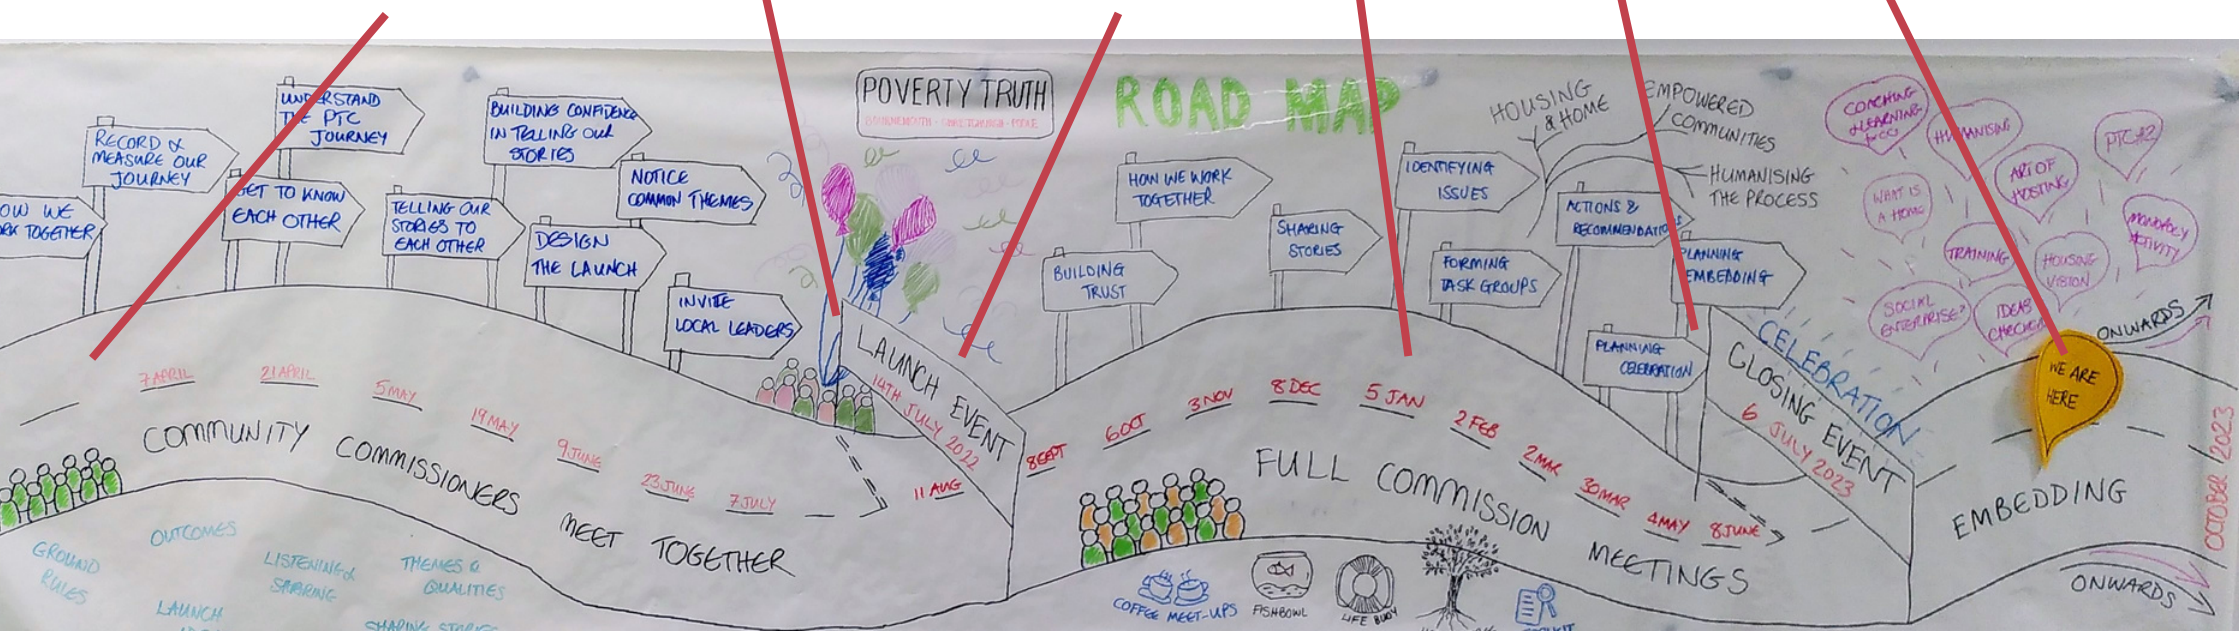 POVERTY TRUTH
BOURNEMOUTH - CHRISTCHURCH - POOLE
ROAD MAP
OW WE
RK TOGETHER
RECORD &
MEASURE OUR
JOURNEY
UNDERSTAND
THE PTC
JOURNEY
GET TO KNOW
EACH OTHER
BUILDING CONFIDENCE
IN TELLING OUR
STORIES
TELLING OUR
STORIES TO
EACH OTHER
NOTICE
COMMON THEMES
DESIGN
THE LAUNCH
INVITE
LOCAL LEADERS
7 APRIL
21 APRIL
5 MAY
19 MAY
9 JUNE
23 JUNE
7 JULY
COMMUNITY COMMISSIONERS MEET TOGETHER
GROUND
RULES
OUTCOMES
LAUNCH
LISTENING &
SHARING
THEMES &
QUALITIES
SHARING STORIES
LAUNCH EVENT
14TH JULY 2022
11 AUG
8 SEPT
6 OCT
3 NOV
8 DEC
5 JAN
2 FEB
2 MAR
30 MAR
4 MAY
8 JUNE
BUILDING
TRUST
HOW WE WORK
TOGETHER
SHARING
STORIES
IDENTIFYING
ISSUES
FORMING
TASK GROUPS
HOUSING
& HOME
EMPOWERED
COMMUNITIES
HUMANISING
THE PROCESS
ACTIONS &
RECOMMENDATIONS
PLANNING
EMBEDDING
PLANNING
CELEBRATION
FULL COMMISSION MEETINGS
COFFEE MEET-UPS
FISHBOWL
LIFE BUOY
TOOLKIT
CELEBRATION
CLOSING EVENT
6 JULY 2023
COACHING
& LEARNING
HUMANISING
ART OF
HOSTING
PTC #2
WHAT IS
A HOME
TRAINING
HOUSING
VISION
MONOPOLY
ACTIVITY
SOCIAL
ENTERPRISE?
IDEAS
CHECKER
WE ARE
HERE
ONWARDS
EMBEDDING
ONWARDS
OCTOBER 2023